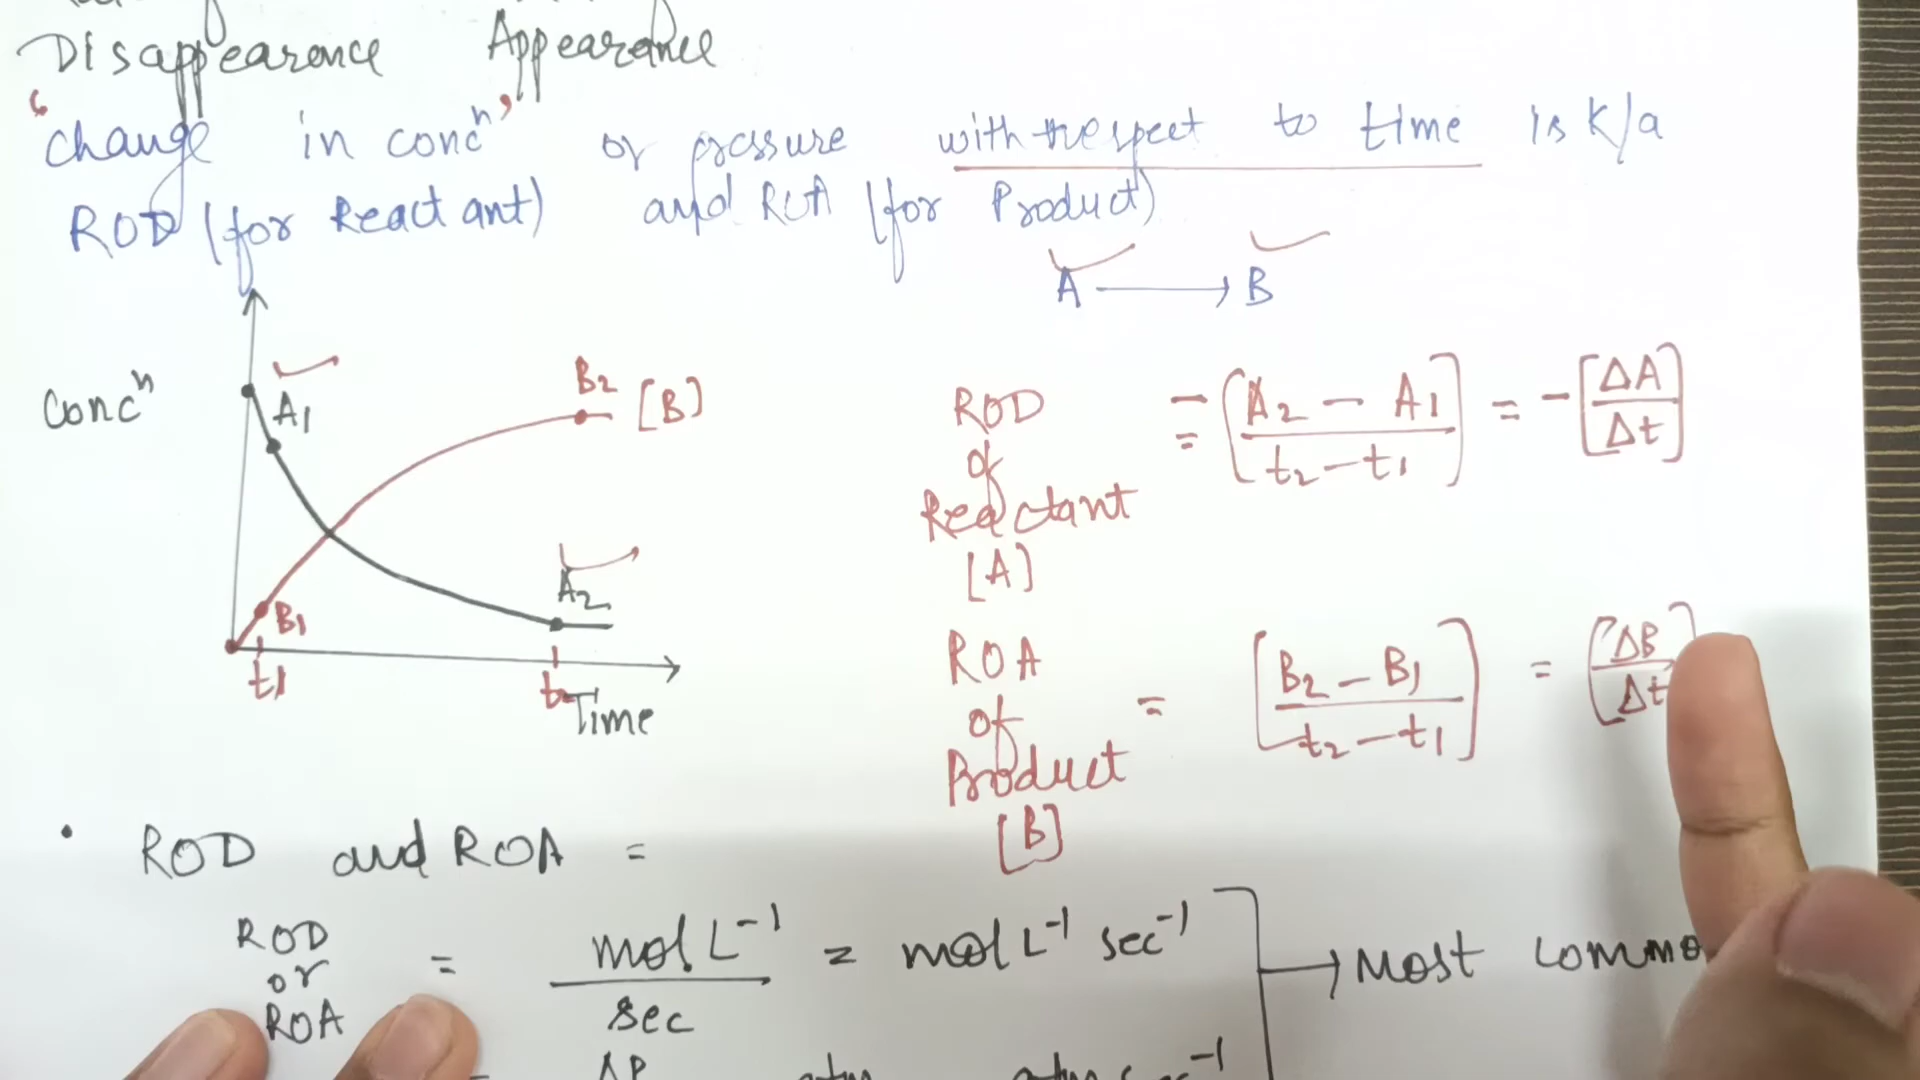 Disappearance Appearance
"change in concⁿ" or pressure with respect to time is K/a
ROD (for Reactant) and ROA (for Product)
A → B
Concⁿ
A₁
B₂ [B]
A₂
B₁
t₁ t₂
Time
ROD of Reactant [A] = -[A₂ - A₁ / t₂ - t₁] = -[ΔA / Δt]
ROA of Product [B] = [B₂ - B₁ / t₂ - t₁] = [ΔB / Δt]
• ROD and ROA =
ROD or ROA = mol L⁻¹ / sec = mol L⁻¹ sec⁻¹ → Most commo